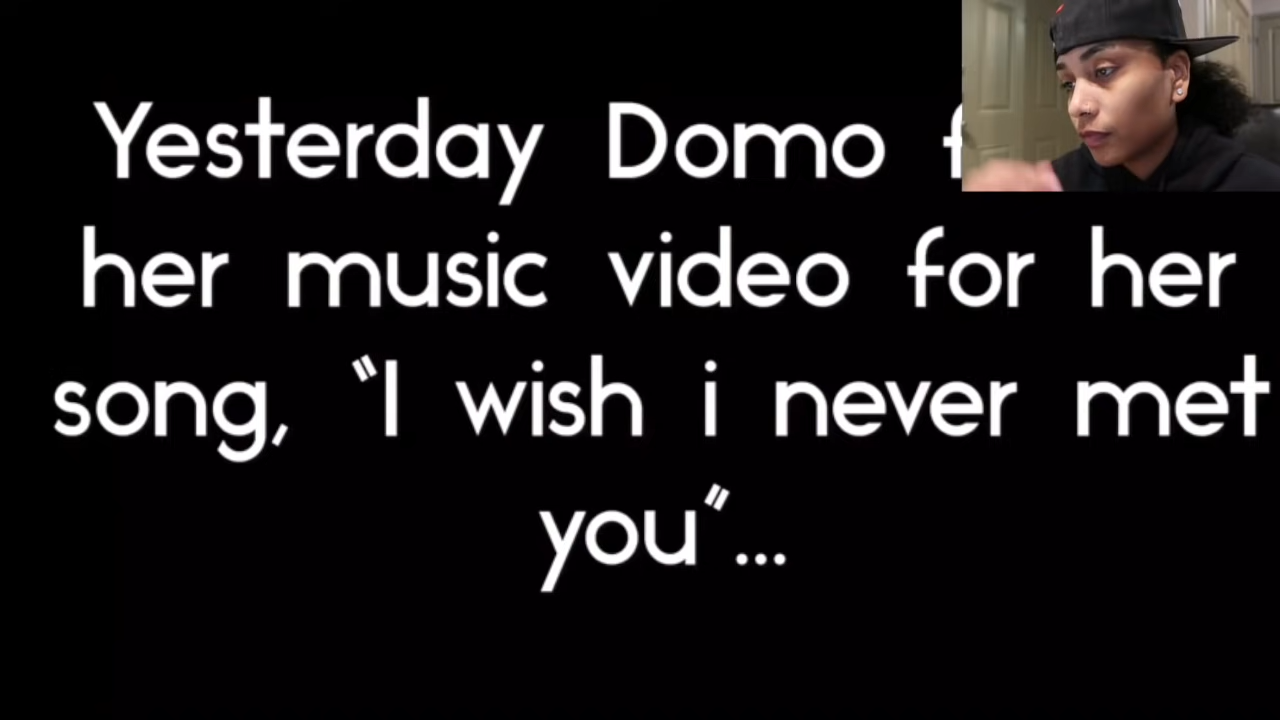 Yesterday Domo
her music video for her
song, "I wish i never met
you"...